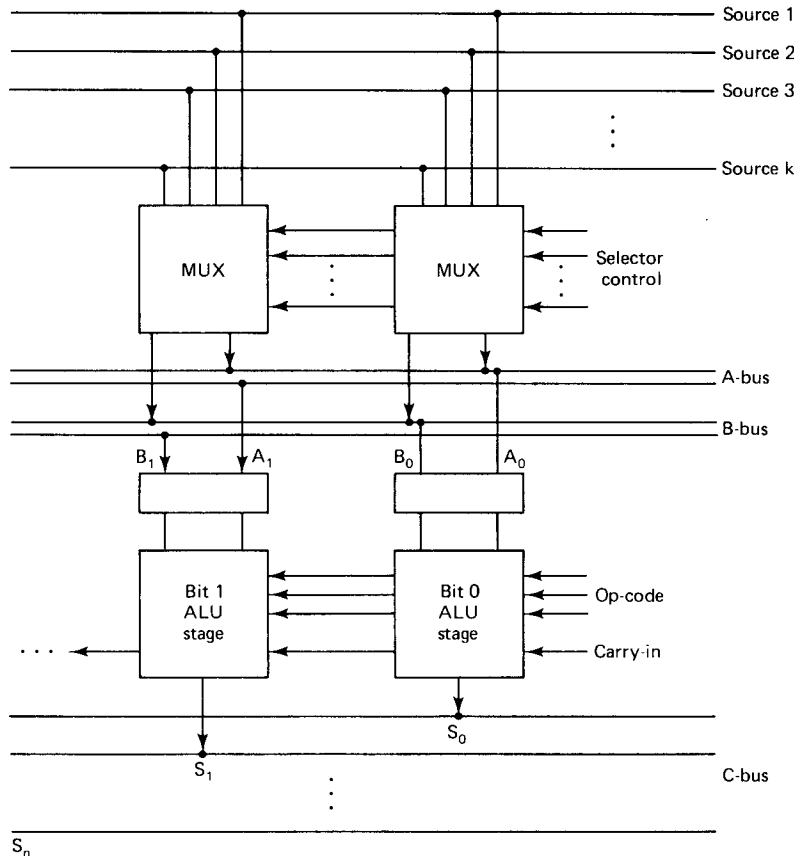 Source 1
Source 2
Source 3
Source k
MUX
MUX
Selector
control
A-bus
B-bus
B₁
A₁
B₀
A₀
Bit 1
ALU
stage
Bit 0
ALU
stage
Op-code
Carry-in
S₀
S₁
C-bus
Sₙ